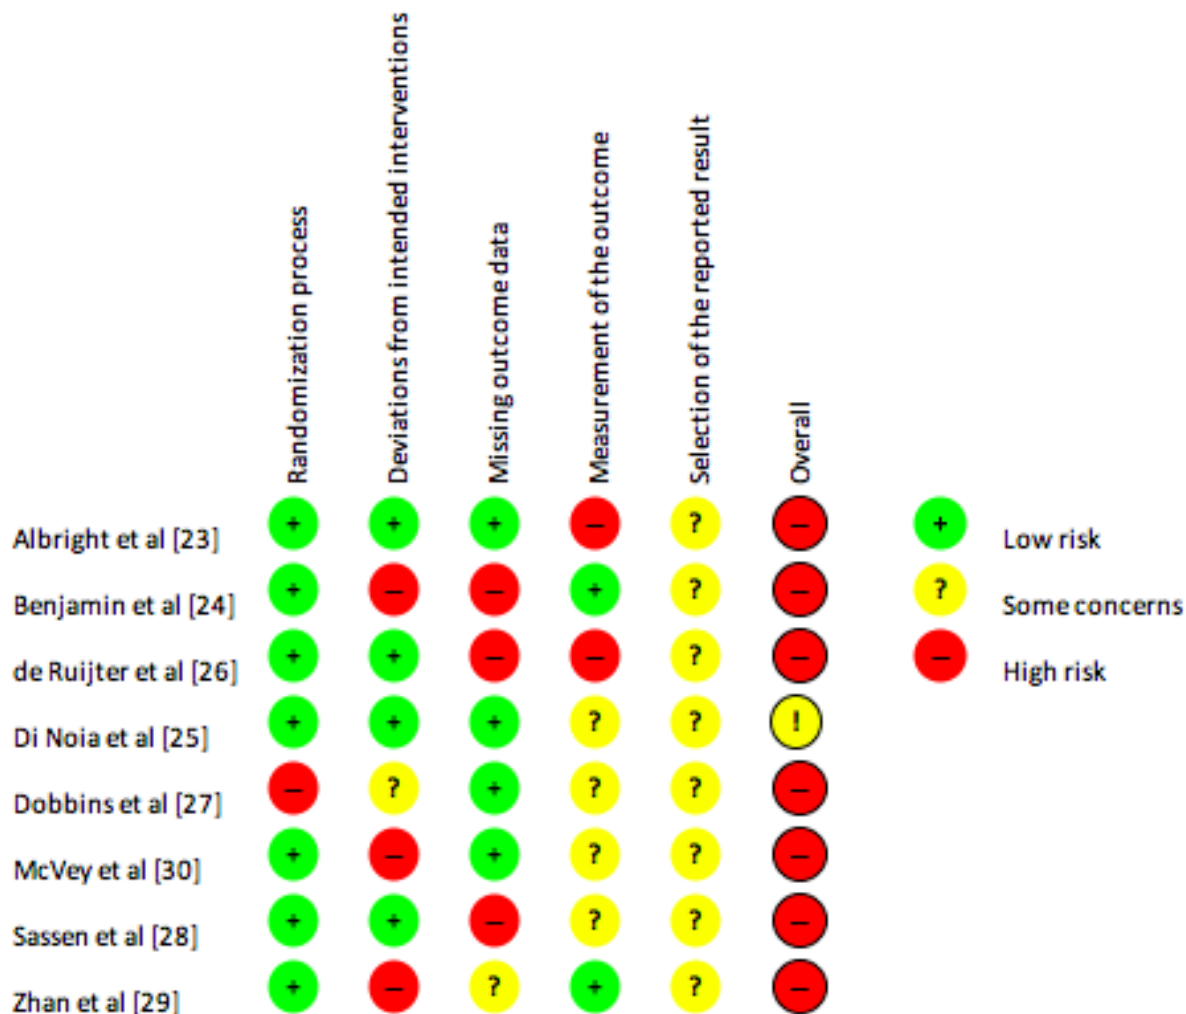 Randomization process
Deviations from intended interventions
Missing outcome data
Measurement of the outcome
Selection of the reported result
Overall
Albright et al [23] + + + – ? – + Low risk
Benjamin et al [24] + – – + ? – ? Some concerns
de Ruijter et al [26] + + – – ? – – High risk
Di Noia et al [25] + + + ? ? !
Dobbins et al [27] – ? + ? ? –
McVey et al [30] + – + ? ? –
Sassen et al [28] + + – ? ? –
Zhan et al [29] + – ? + ? –